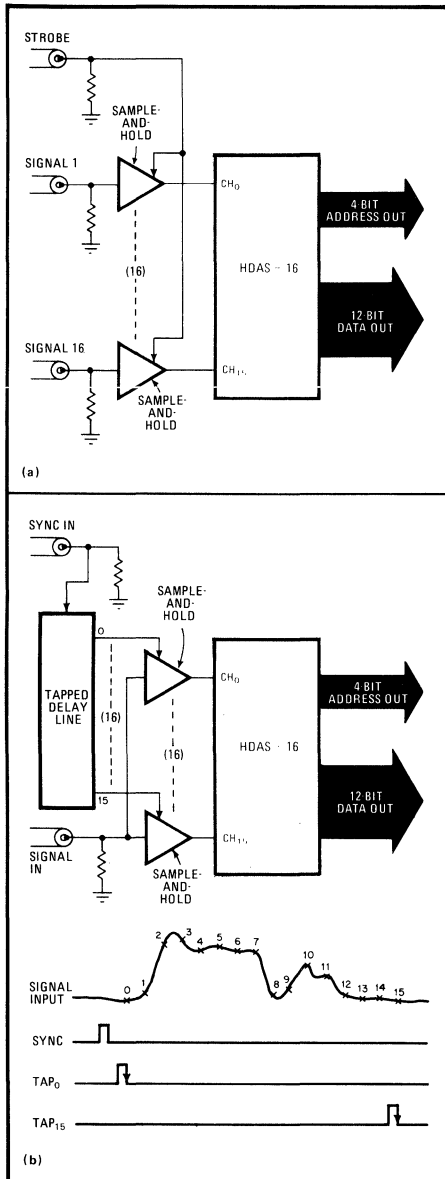 STROBE
SAMPLE-
AND-
HOLD
SIGNAL 1
CH0
4-BIT
ADDRESS OUT
(16)
HDAS - 16
12-BIT
DATA OUT
SIGNAL 16
CH15
SAMPLE-
AND-HOLD
(a)
SYNC IN
SAMPLE-
AND-
HOLD
0
CH0
4-BIT
ADDRESS OUT
TAPPED
DELAY
LINE
(16)
(16)
HDAS - 16
12-BIT
DATA OUT
15
CH15
SIGNAL
IN
SAMPLE-
AND-HOLD
SIGNAL
INPUT
0 1 2 3 4 5 6 7 8 9 10 11 12 13 14 15
SYNC
TAP0
TAP15
(b)